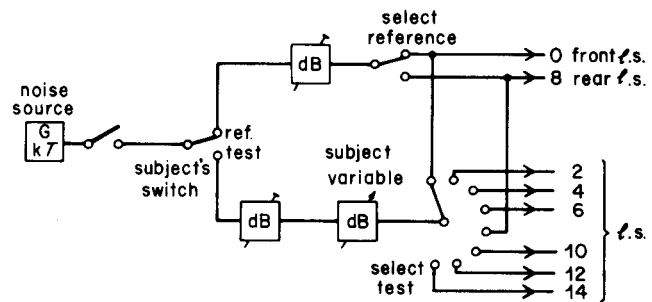 select
reference
dB
0 front l.s.
8 rear l.s.
noise
source
G
kT
ref.
test
subject's
switch
subject
variable
dB
dB
2
4
6
l.s.
10
12
14
select
test